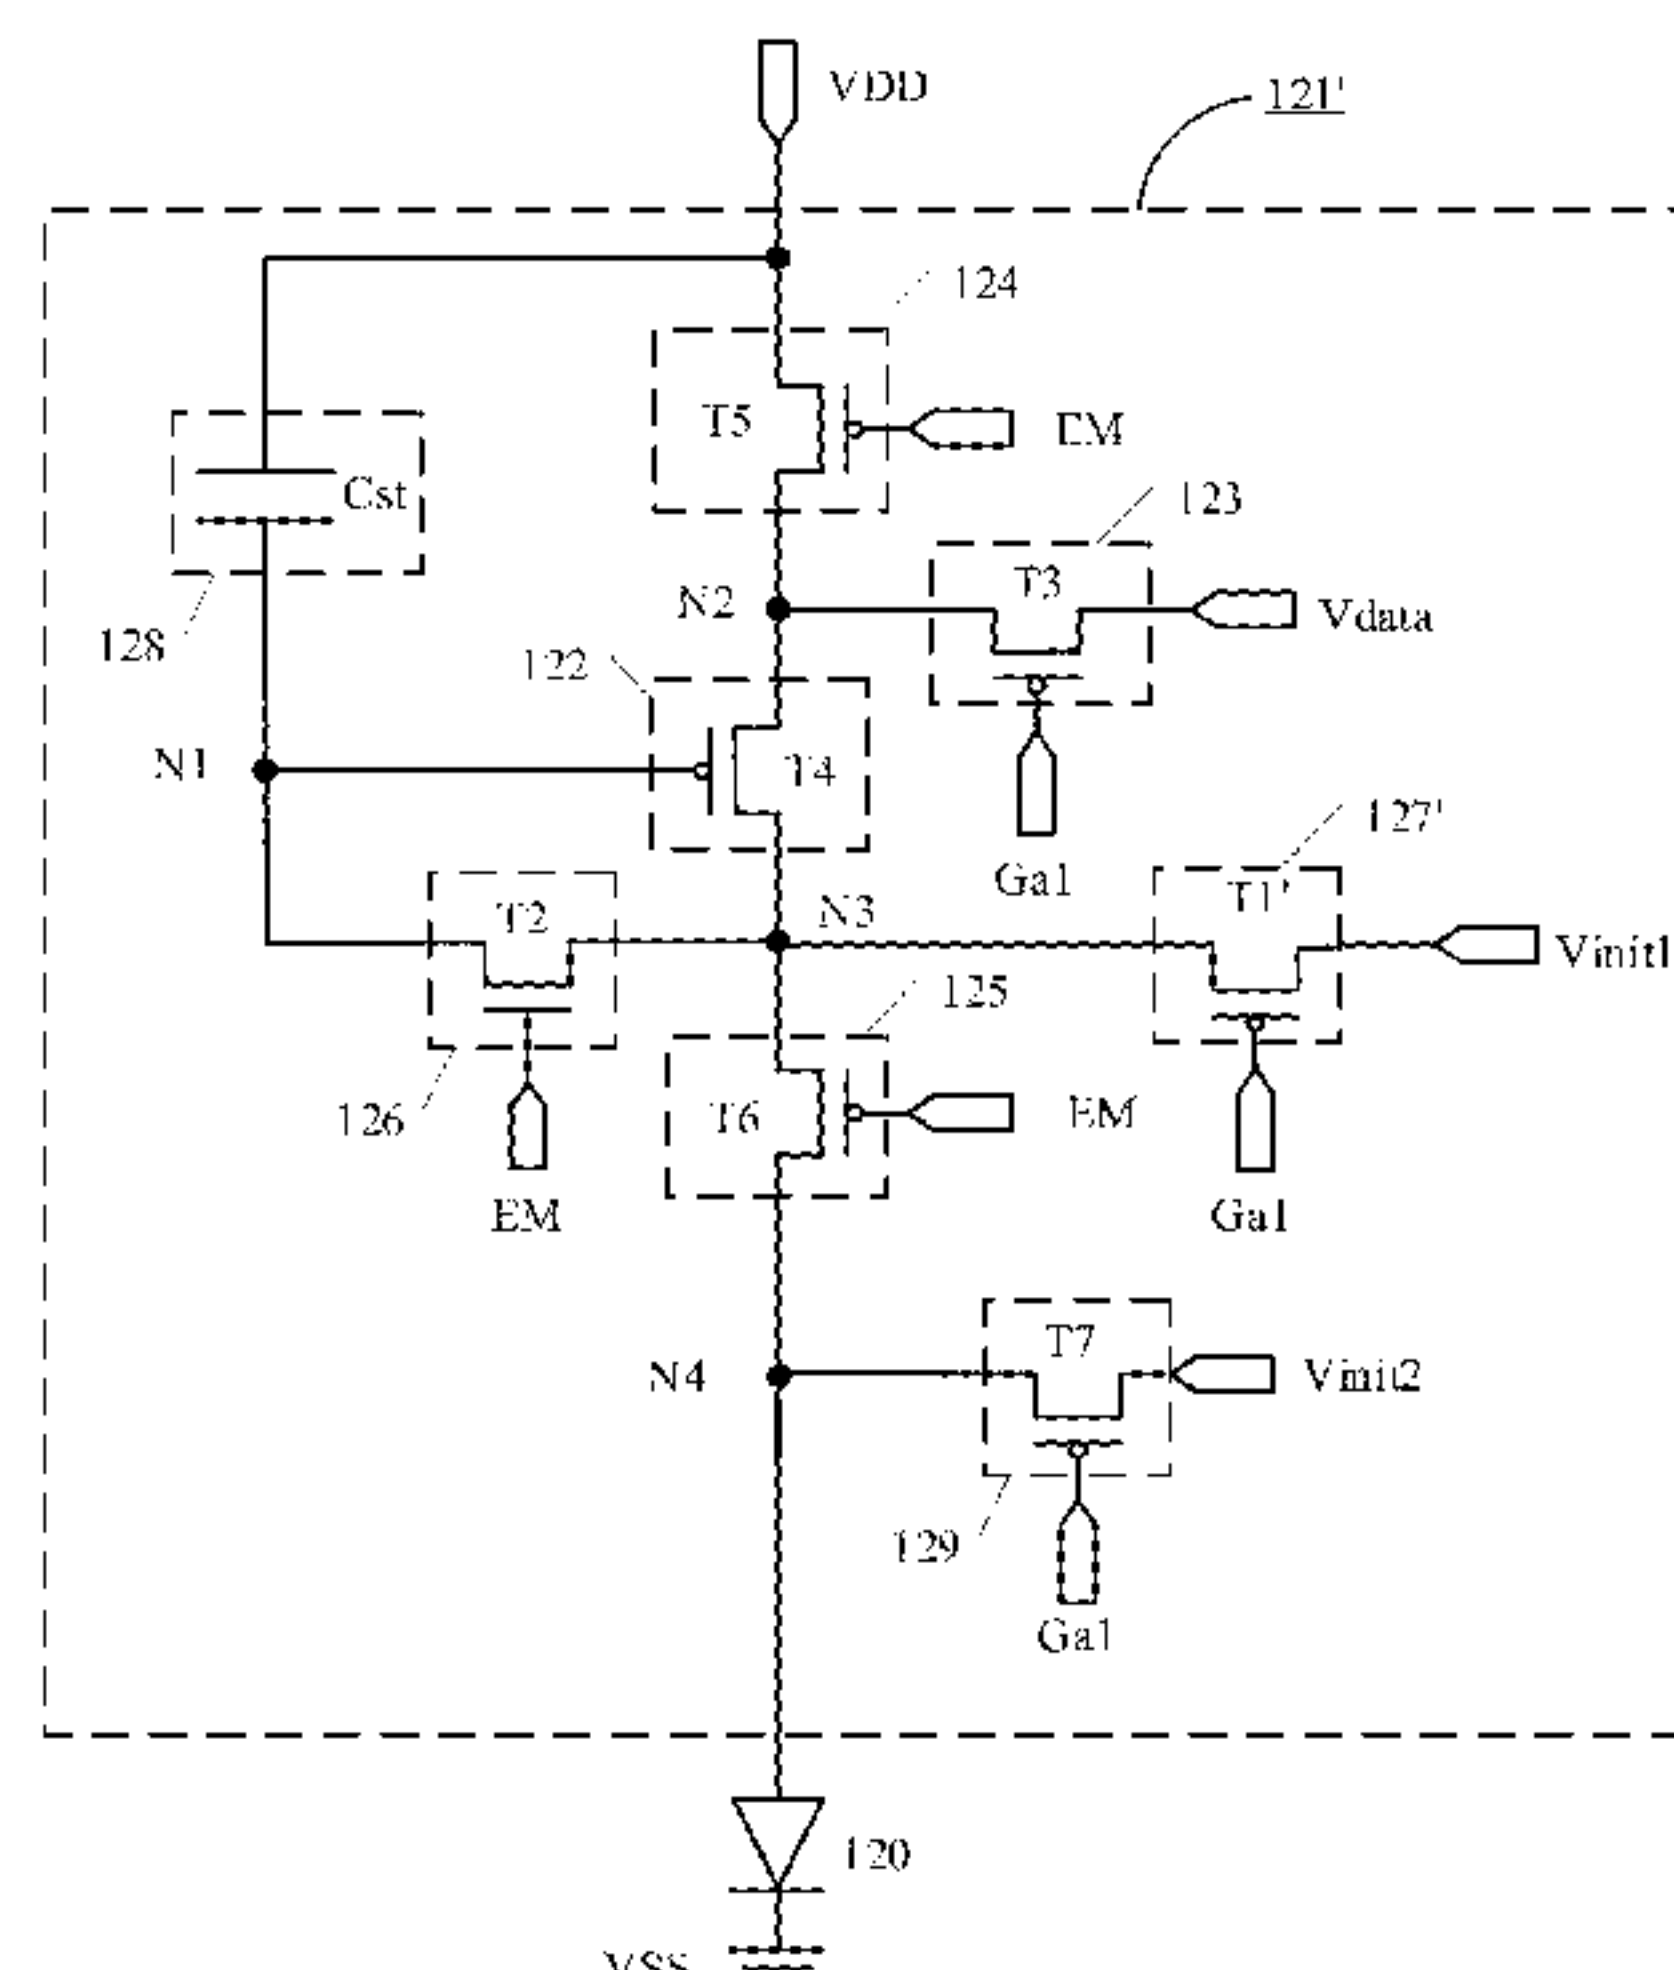 VDD
121'
124
T5
EM
Cst
123
T3
N2
Vdata
128
122
N1
T4
127'
Ga1
T1'
T2
N3
Vinit1
125
126
T6
EM
EM
Ga1
T7
N4
Vinit2
129
Ga1
120
VSS